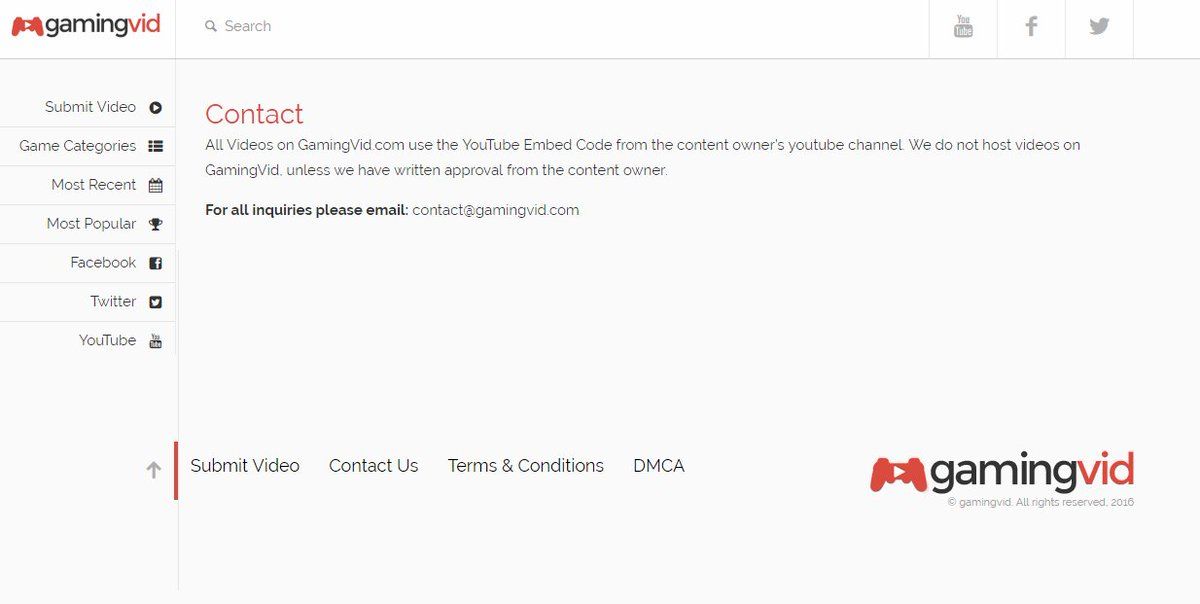 gamingvid
Search
You Tube
Submit Video
Game Categories
Most Recent
Most Popular
Facebook
Twitter
YouTube
You Tube
Contact
All Videos on GamingVid.com use the YouTube Embed Code from the content owner's youtube channel. We do not host videos on
GamingVid, unless we have written approval from the content owner.
For all inquiries please email: contact@gamingvid.com
Submit Video Contact Us Terms & Conditions DMCA
gamingvid
© gamingvid. All rights reserved, 2016